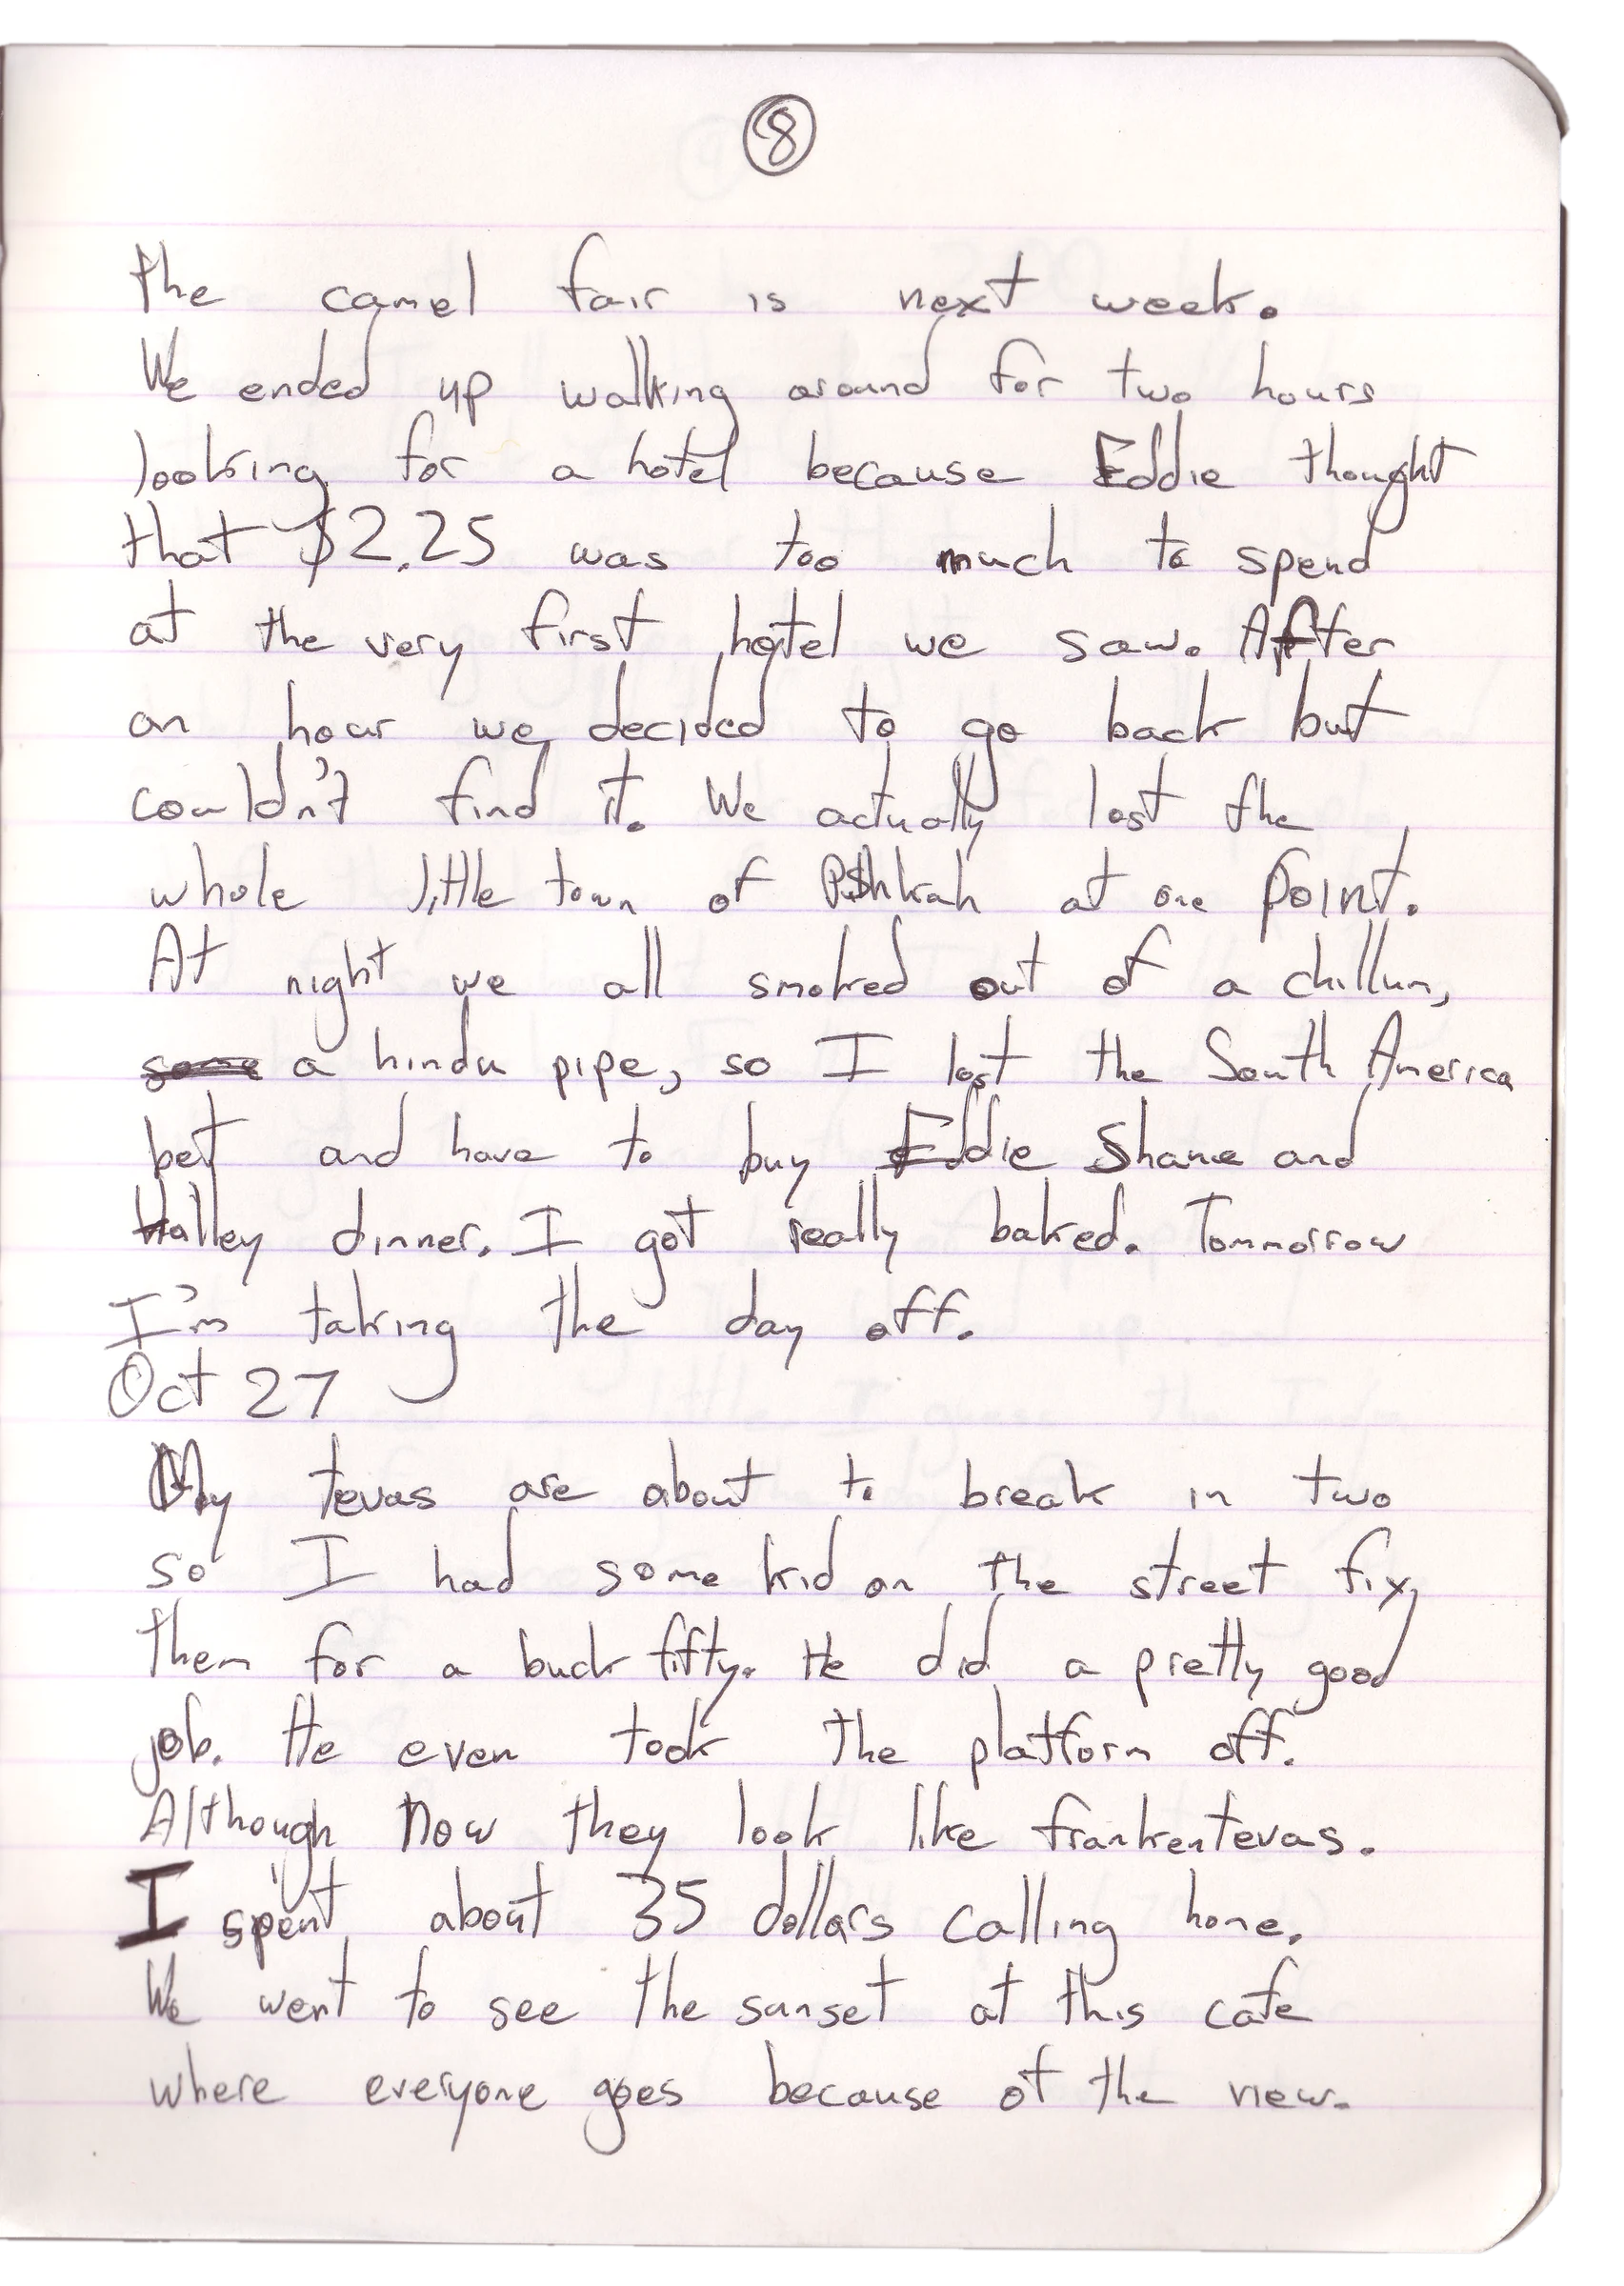 8
the camel fair is next week.
We ended up walking around for two hours
looking for a hotel because Eddie thought
that $2.25 was too much to spend
at the very first hotel we saw. After
an hour we decided to go back but
couldn't find it. We actually lost the
whole little town of Pushkah at one point.
At night we all smoked out of a chillum,
some a hindu pipe, so I lost the South America
bet and have to buy Eddie Shane and
Halley dinner. I got really baked. Tommorrow
I'm taking the day off.
Oct 27
My tevas are about to break in two
so I had some kid on the street fix
them for a buck fifty. He did a pretty good
job. He even took the platform off.
Although now they look like frankentevas.
I spent about 35 dollars calling home.
We went to see the sunset at this cafe
where everyone goes because of the view.